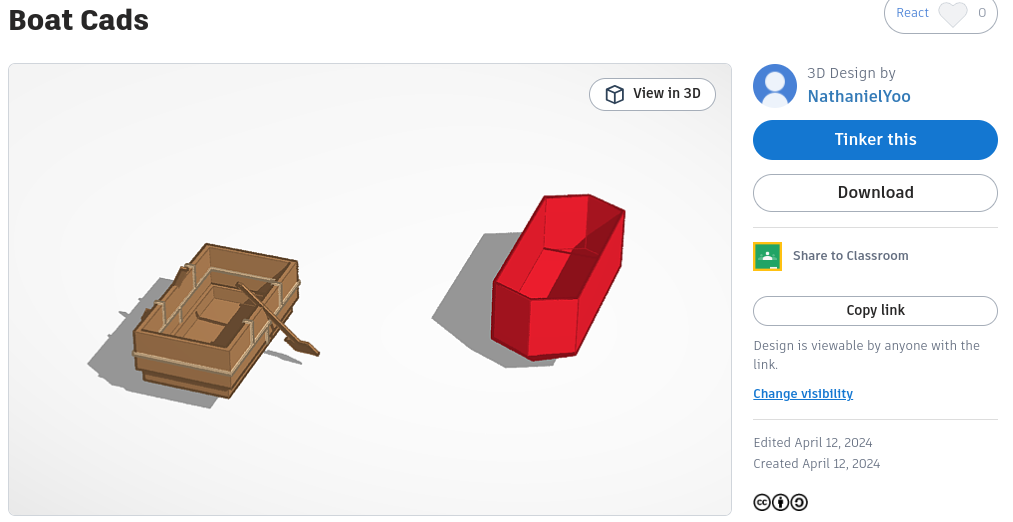 Boat Cads
React 0
View in 3D
3D Design by
NathanielYoo
Tinker this
Download
Share to Classroom
Copy link
Design is viewable by anyone with the
link.
Change visibility
Edited April 12, 2024
Created April 12, 2024
cc